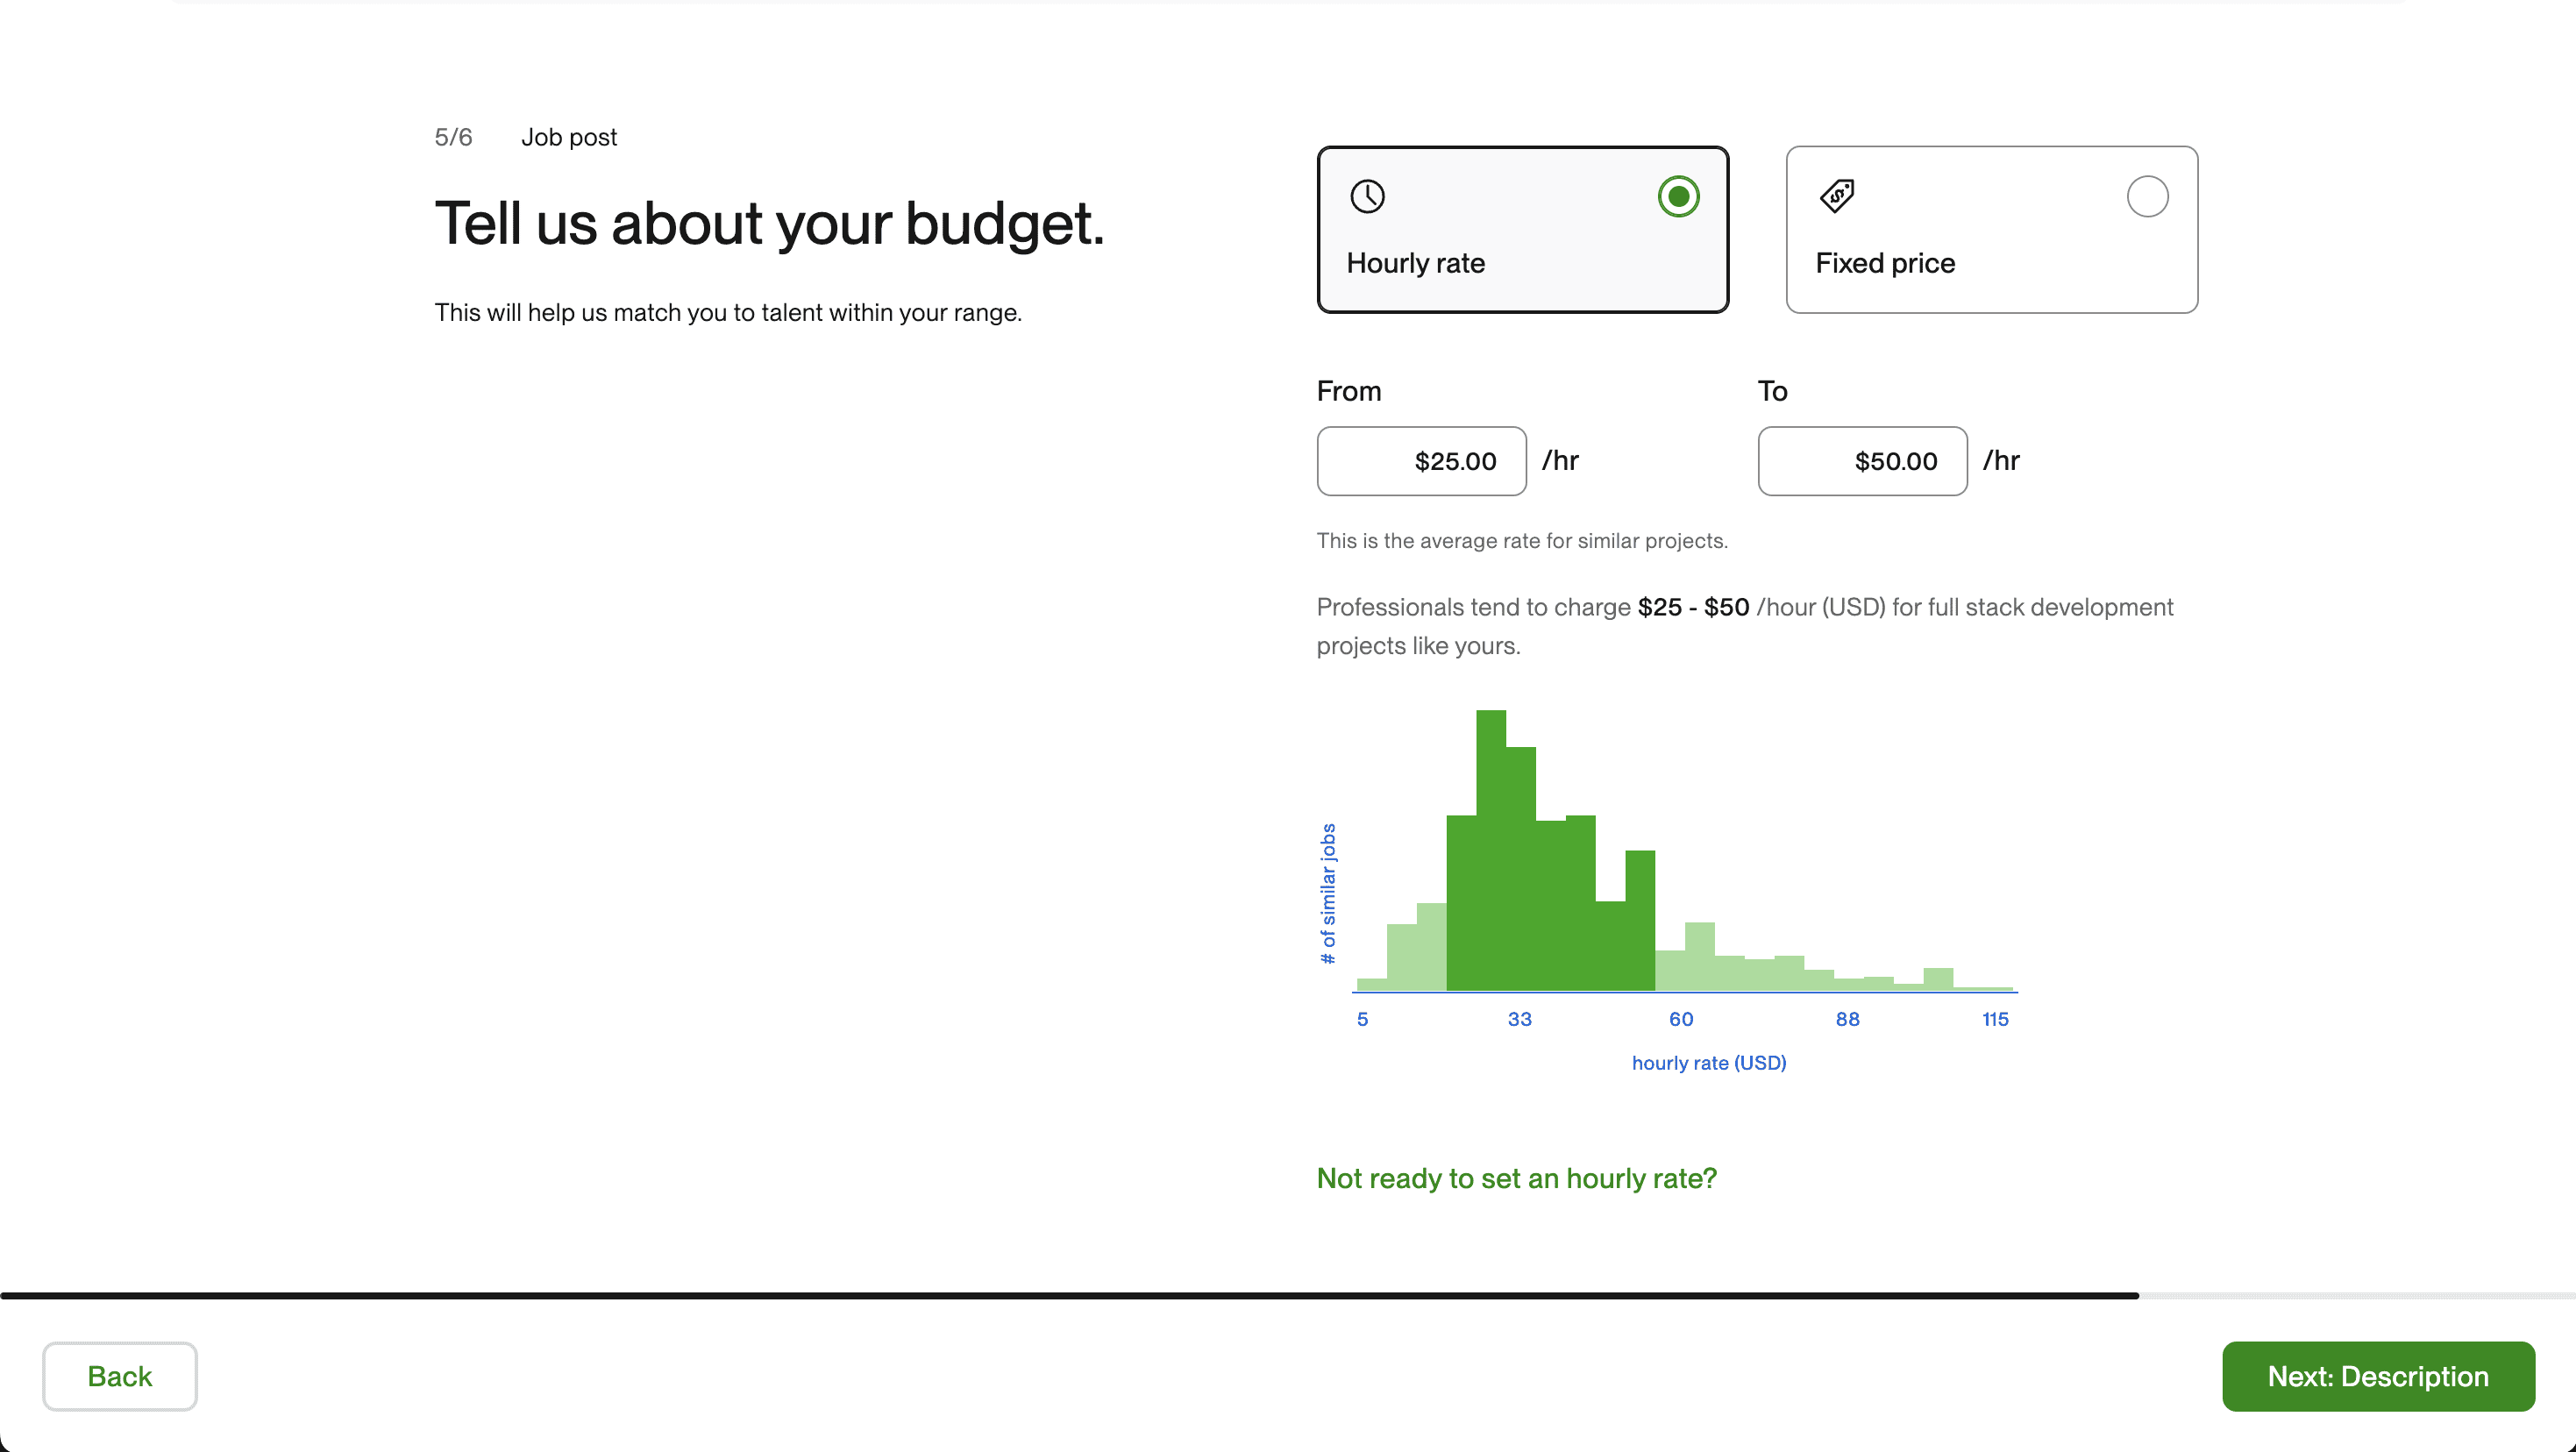 5/6 Job post
Tell us about your budget.
This will help us match you to talent within your range.
Hourly rate
Fixed price
From
To
$25.00 /hr
$50.00 /hr
This is the average rate for similar projects.
Professionals tend to charge $25 - $50 /hour (USD) for full stack development
projects like yours.
# of similar jobs
5 33 60 88 115
hourly rate (USD)
Not ready to set an hourly rate?
Back
Next: Description